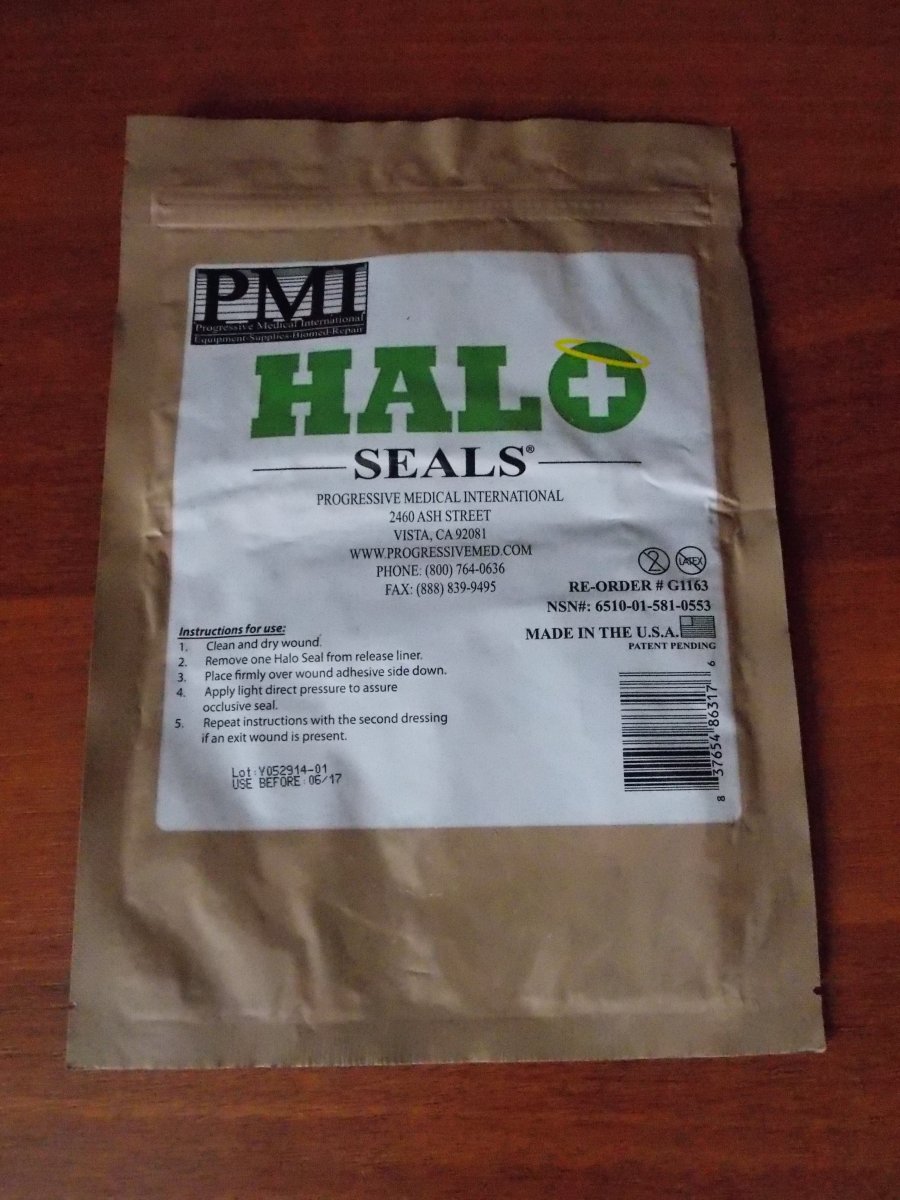 PMI
Progressive Medical International
Equipment-Supplies-Biomed-Repair
HALO
SEALS®
PROGRESSIVE MEDICAL INTERNATIONAL
2460 ASH STREET
VISTA, CA 92081
WWW.PROGRESSIVEMED.COM
PHONE: (800) 764-0636
FAX: (888) 839-9495
2
LATEX
RE-ORDER # G1163
NSN#: 6510-01-581-0553
MADE IN THE U.S.A.
PATENT PENDING
Instructions for use:
1. Clean and dry wound.
2. Remove one Halo Seal from release liner.
3. Place firmly over wound adhesive side down.
4. Apply light direct pressure to assure
occlusive seal.
5. Repeat instructions with the second dressing
if an exit wound is present.
Lot:Y052914-01
USE BEFORE:06/17
8 37654 86317 6